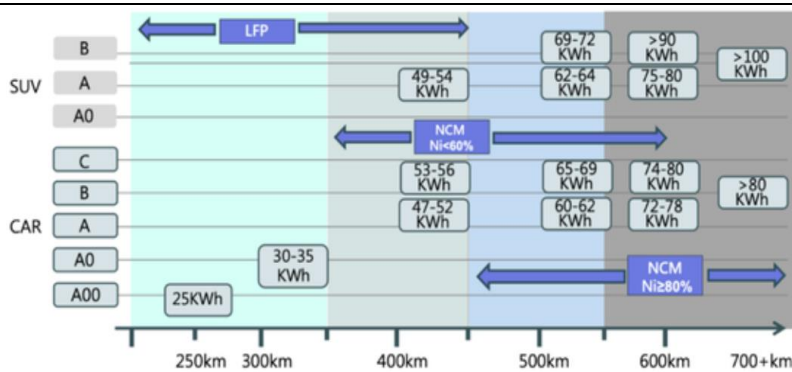 LFP
B
69-72
KWh
>90
KWh
>100
KWh
SUV
A
49-54
KWh
62-64
KWh
75-80
KWh
A0
NCM
Ni<60%
C
53-56
KWh
65-69
KWh
74-80
KWh
B
>80
KWh
CAR
A
47-52
KWh
60-62
KWh
72-78
KWh
A0
30-35
KWh
NCM
Ni≥80%
A00
25KWh
250km
300km
400km
500km
600km
700+km